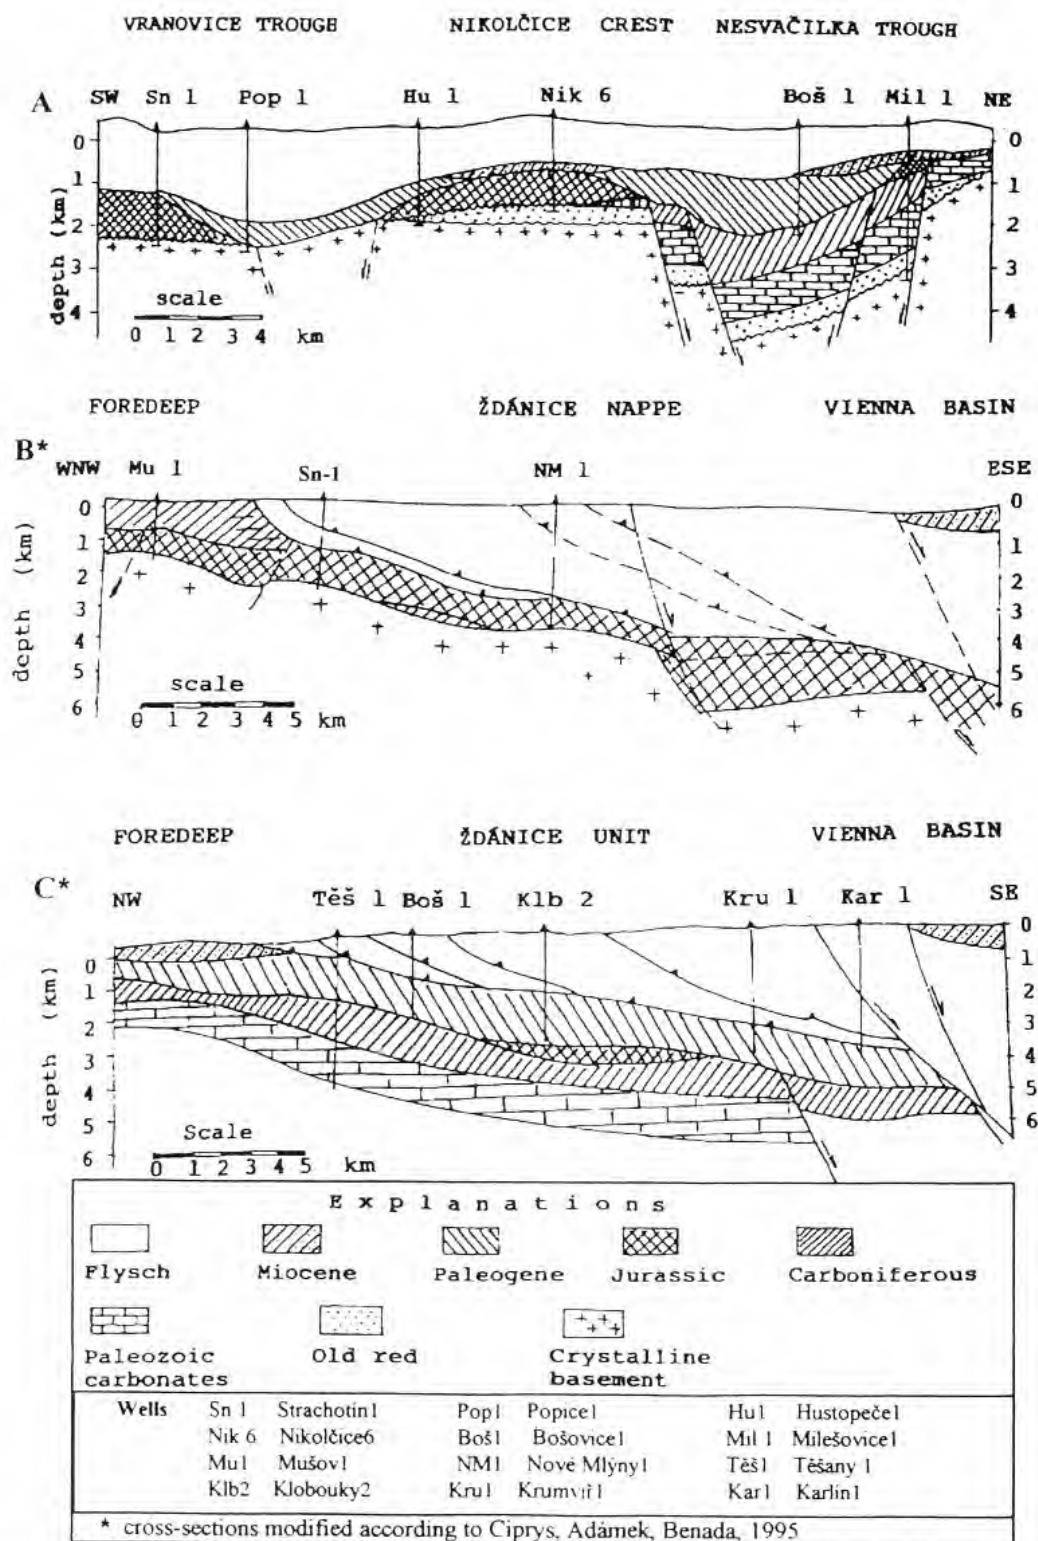 VRANOVICE TROUGH NIKOLČICE CREST NESVAČILKA TROUGH
A SW Sn 1 Pop 1 Hu 1 Nik 6 Boš 1 Mil 1 NE
0 0
1 1
2 2
3 3
4 4
depth (km)
scale
0 1 2 3 4 km
FOREDEEP ŽDÁNICE NAPPE VIENNA BASIN
B*
WNW Mu 1 Sn-1 NM 1 ESE
0 0
1 1
2 2
3 3
4 4
5 5
6 6
depth (km)
scale
0 1 2 3 4 5 km
FOREDEEP ŽDÁNICE UNIT VIENNA BASIN
C*
NW Těš 1 Boš 1 Klb 2 Kru 1 Kar 1 SE
0 0
1 1
2 2
3 3
4 4
5 5
6 6
depth (km)
Scale
0 1 2 3 4 5 km
Explanations
Flysch Miocene Paleogene Jurassic Carboniferous
Paleozoic Old red Crystalline
carbonates basement
Wells Sn 1 Strachotín1 Pop1 Popice1 Hu1 Hustopeče1
Nik 6 Nikolčice6 Boš1 Bošovice1 Mil 1 Milešovice1
Mu1 Mušov1 NM1 Nové Mlýny1 Těš1 Těšany 1
Klb2 Klobouky2 Kru1 Krumvíř1 Kar1 Karlín1
* cross-sections modified according to Ciprys, Adámek, Benada, 1995